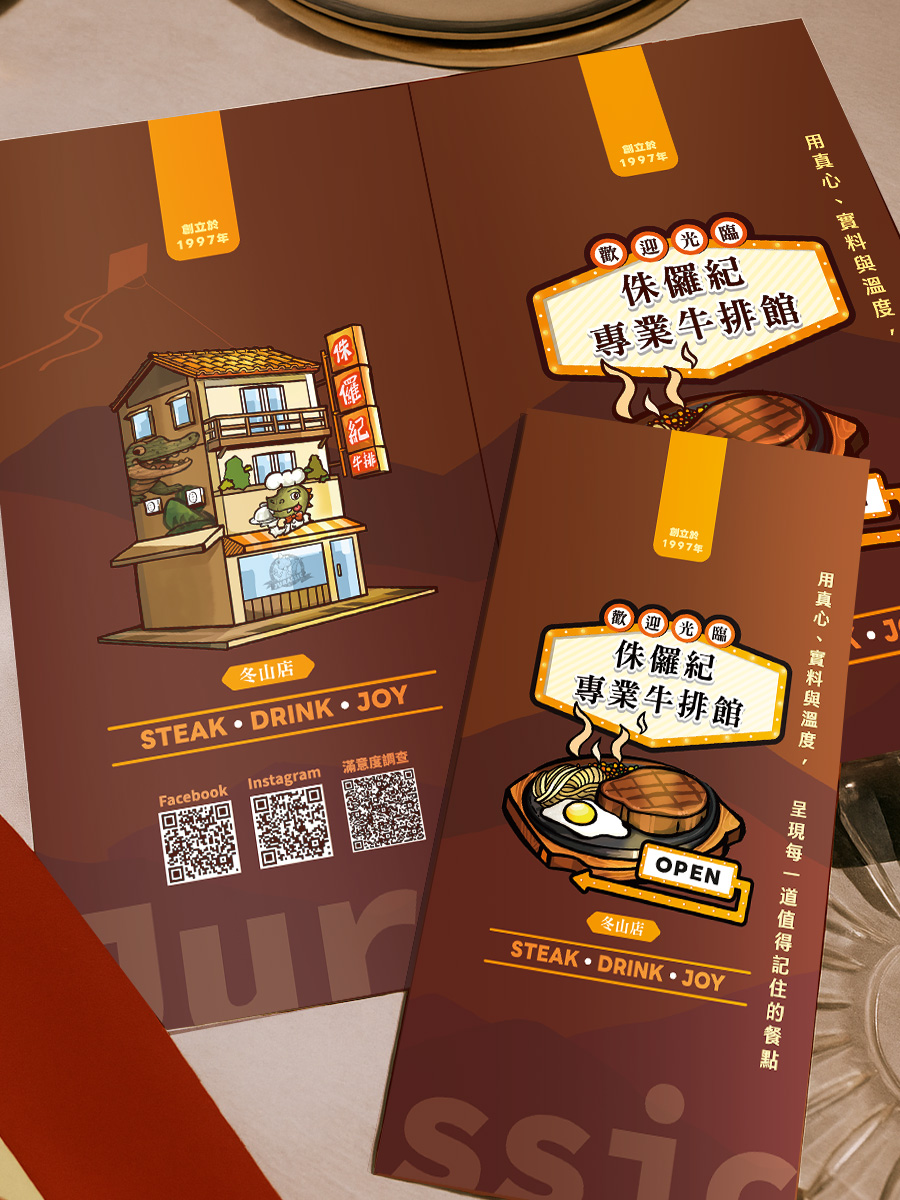 創立於
1997年
侏
儸
紀
牛排
冬山店
STEAK • DRINK • JOY
Facebook
Instagram
滿意度調查
Jur
創立於
1997年
用真心、實料與溫度，
歡迎光臨
侏儸紀
專業牛排館
創立於
1997年
用真心、實料與溫度，
呈現每一道值得記住的餐點
歡迎光臨
侏儸紀
專業牛排館
OPEN
冬山店
STEAK • DRINK • JOY
ssic